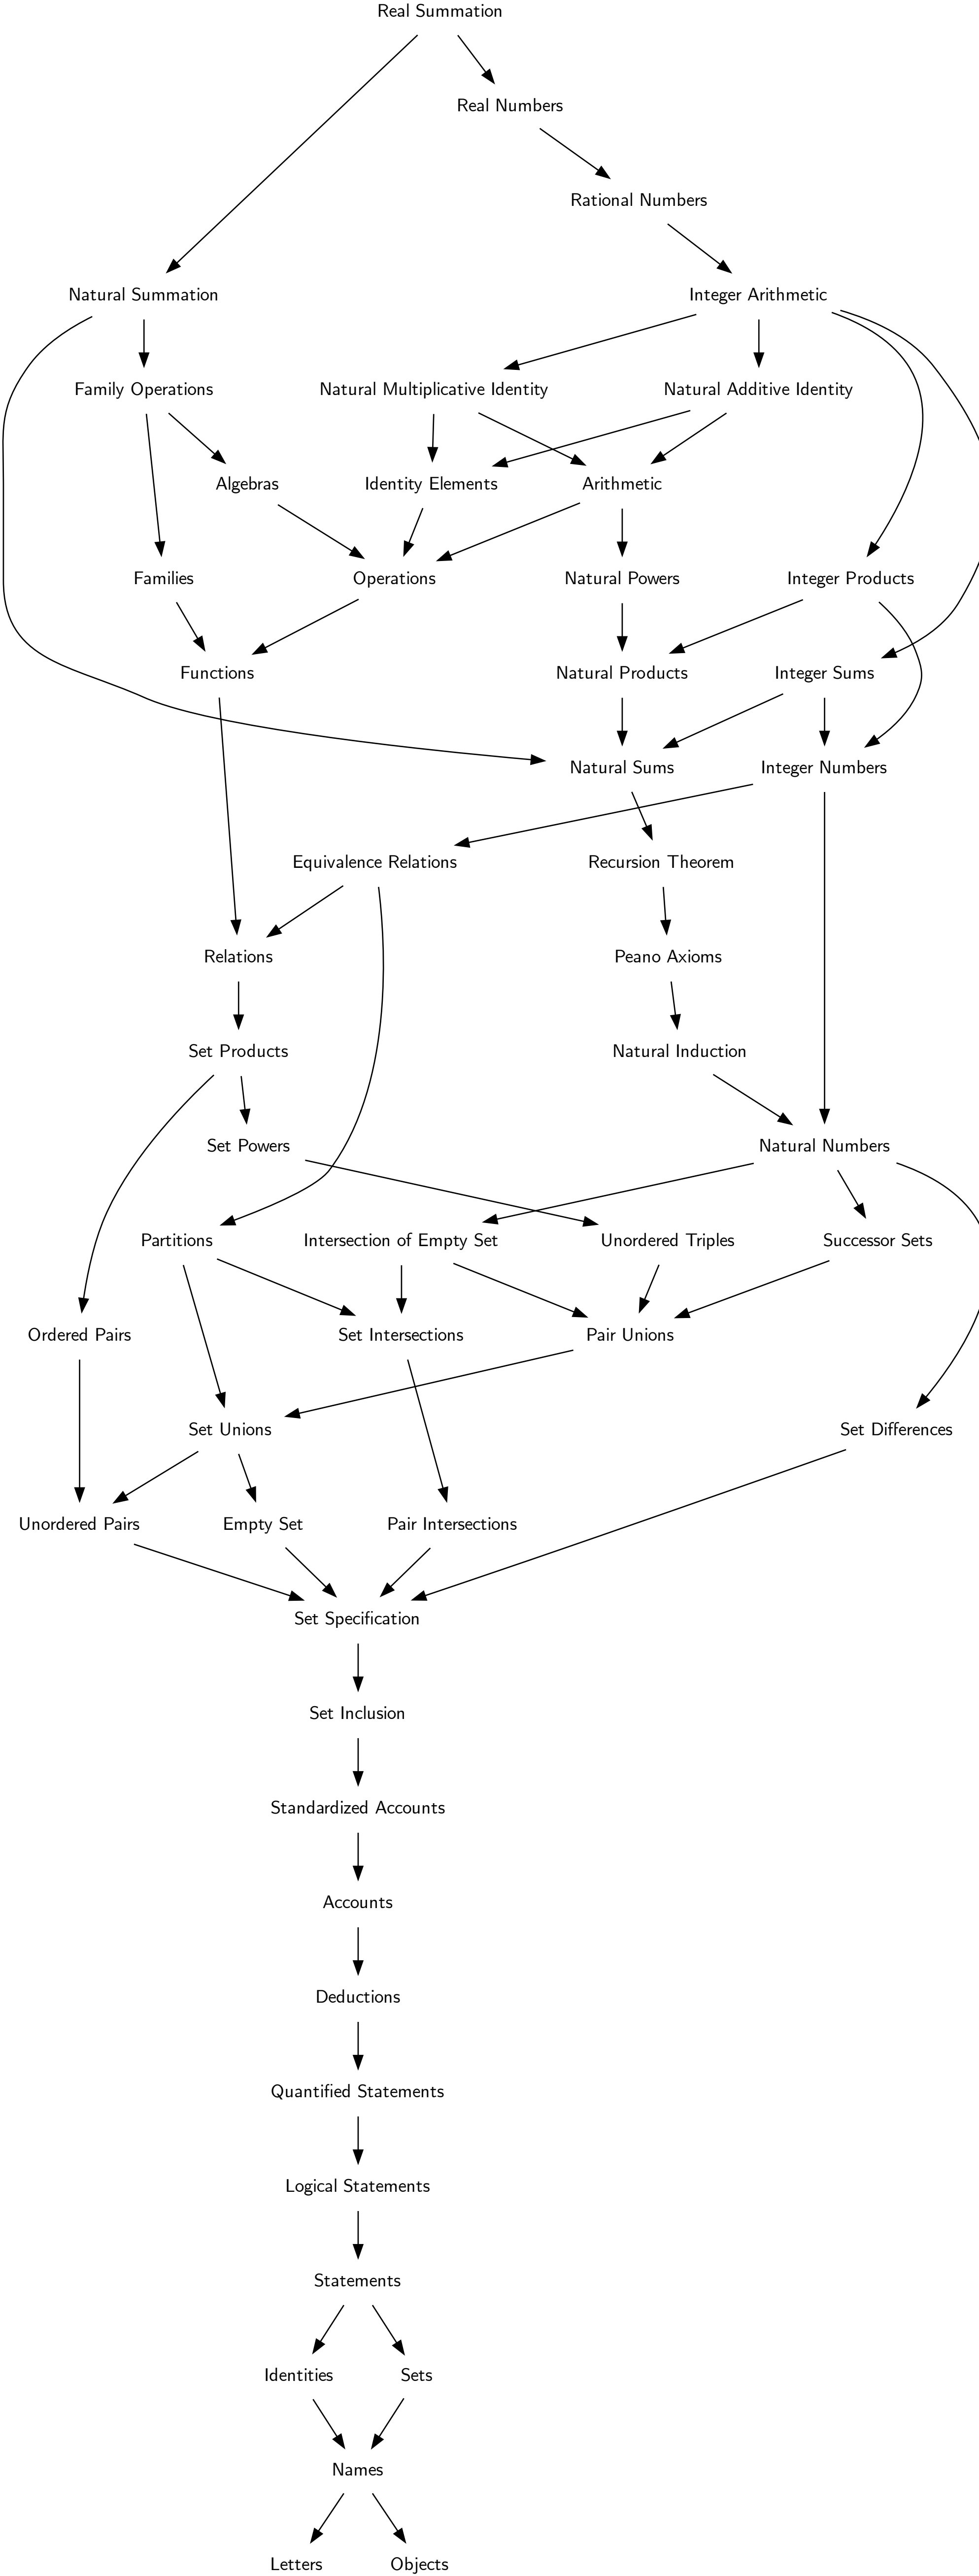 Real Summation
Real Numbers
Rational Numbers
Natural Summation
Integer Arithmetic
Family Operations
Natural Multiplicative Identity
Natural Additive Identity
Algebras
Identity Elements
Arithmetic
Families
Operations
Natural Powers
Integer Products
Functions
Natural Products
Integer Sums
Natural Sums
Integer Numbers
Equivalence Relations
Recursion Theorem
Relations
Peano Axioms
Set Products
Natural Induction
Set Powers
Natural Numbers
Partitions
Intersection of Empty Set
Unordered Triples
Successor Sets
Ordered Pairs
Set Intersections
Pair Unions
Set Unions
Set Differences
Unordered Pairs
Empty Set
Pair Intersections
Set Specification
Set Inclusion
Standardized Accounts
Accounts
Deductions
Quantified Statements
Logical Statements
Statements
Identities
Sets
Names
Letters
Objects